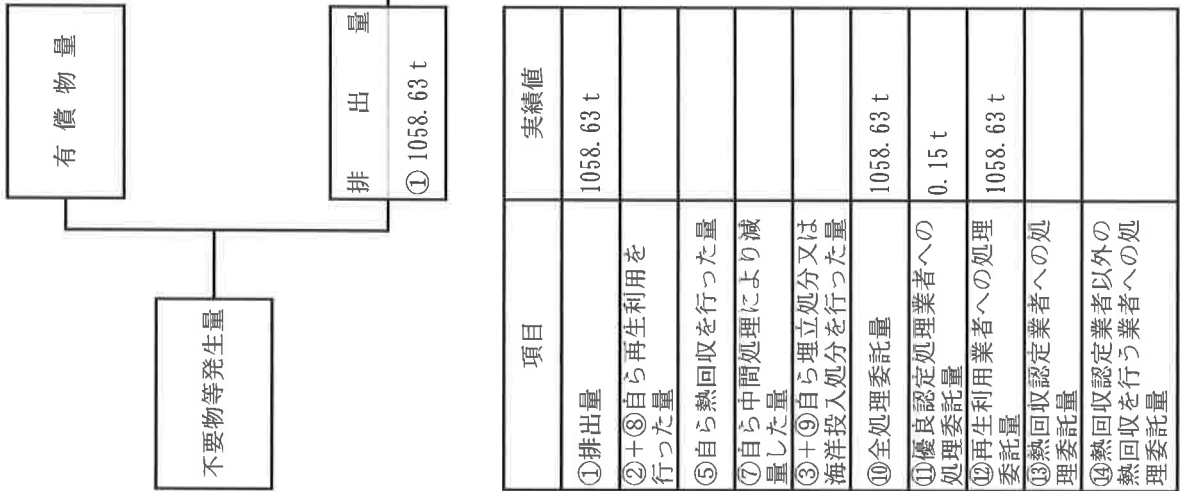 有償物量
不要物等発生量
排出量
① 1058.63 t
項目
実績値
①排出量
1058.63 t
②+⑧自ら再生利用を
行った量
⑤自ら熱回収を行った量
⑦自ら中間処理により減
量した量
③+⑨自ら埋立処分又は
海洋投入処分を行った量
⑩全処理委託量
1058.63 t
⑪優良認定処理業者への
処理委託量
0.15 t
⑫再生利用業者への処理
委託量
1058.63 t
⑬熱回収認定業者への処
理委託量
⑭熱回収認定業者以外の
熱回収を行う業者への処
理委託量